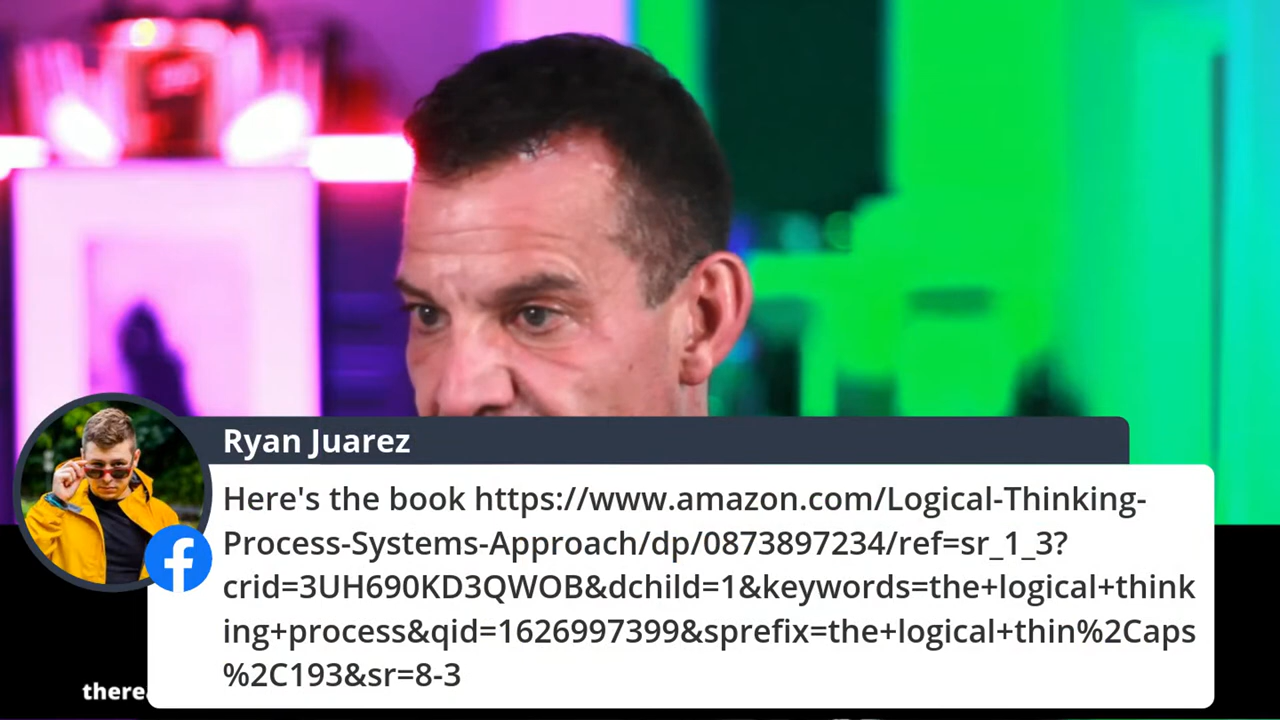 Ryan Juarez
Here's the book https://www.amazon.com/Logical-Thinking-
Process-Systems-Approach/dp/0873897234/ref=sr_1_3?
crid=3UH690KD3QWOB&dchild=1&keywords=the+logical+think
ing+process&qid=1626997399&sprefix=the+logical+thin%2Caps
%2C193&sr=8-3